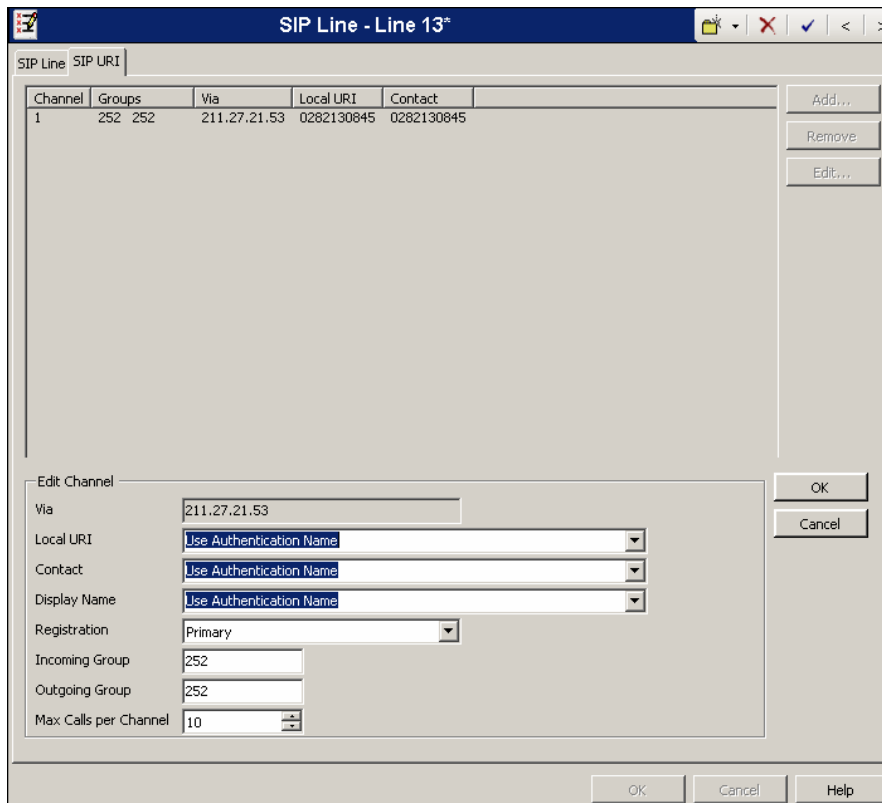 SIP Line - Line 13*
SIP Line SIP URI
Channel Groups Via Local URI Contact
1 252 252 211.27.21.53 0282130845 0282130845
Add...
Remove
Edit...
Edit Channel
Via 211.27.21.53
Local URI Use Authentication Name
Contact Use Authentication Name
Display Name Use Authentication Name
Registration Primary
Incoming Group 252
Outgoing Group 252
Max Calls per Channel 10
OK
Cancel
OK Cancel Help